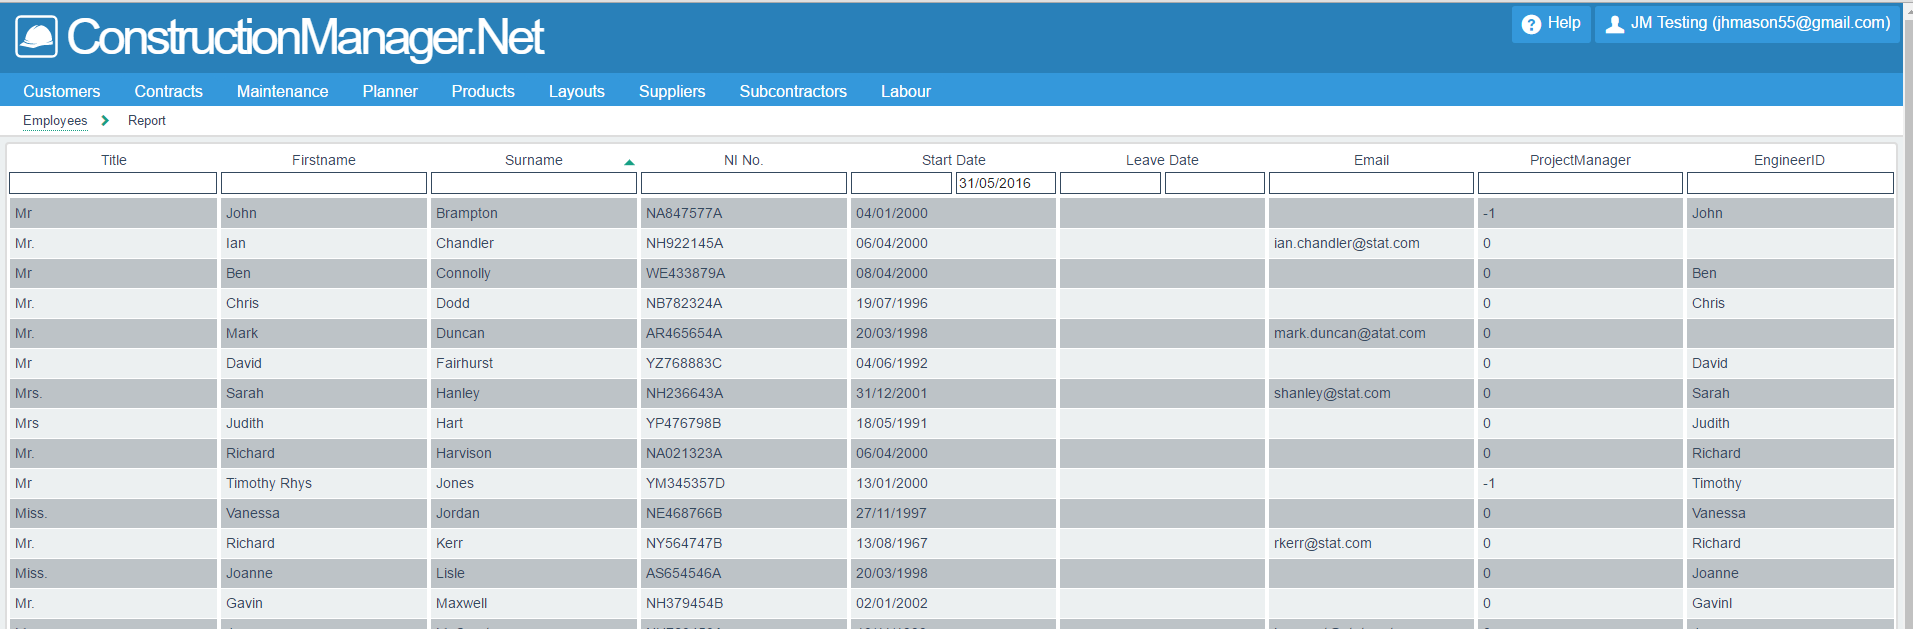 ConstructionManager.Net
? Help JM Testing (jhmason55@gmail.com)
Customers Contracts Maintenance Planner Products Layouts Suppliers Subcontractors Labour
Employees Report
Title Firstname Surname NI No. Start Date Leave Date Email ProjectManager EngineerID
31/05/2016
Mr John Brampton NA847577A 04/01/2000 -1 John
Mr. Ian Chandler NH922145A 06/04/2000 ian.chandler@stat.com 0
Mr Ben Connolly WE433879A 08/04/2000 0 Ben
Mr. Chris Dodd NB782324A 19/07/1996 0 Chris
Mr. Mark Duncan AR465654A 20/03/1998 mark.duncan@atat.com 0
Mr David Fairhurst YZ768883C 04/06/1992 0 David
Mrs. Sarah Hanley NH236643A 31/12/2001 shanley@stat.com 0 Sarah
Mrs Judith Hart YP476798B 18/05/1991 0 Judith
Mr. Richard Harvison NA021323A 06/04/2000 0 Richard
Mr Timothy Rhys Jones YM345357D 13/01/2000 -1 Timothy
Miss. Vanessa Jordan NE468766B 27/11/1997 0 Vanessa
Mr. Richard Kerr NY564747B 13/08/1967 rkerr@stat.com 0 Richard
Miss. Joanne Lisle AS654546A 20/03/1998 0 Joanne
Mr. Gavin Maxwell NH379454B 02/01/2002 0 Gavinl